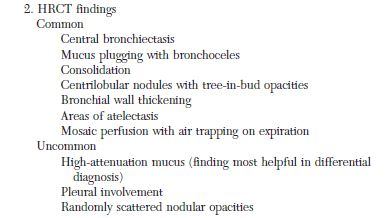 2. HRCT findings
Common
Central bronchiectasis
Mucus plugging with bronchoceles
Consolidation
Centrilobular nodules with tree-in-bud opacities
Bronchial wall thickening
Areas of atelectasis
Mosaic perfusion with air trapping on expiration
Uncommon
High-attenuation mucus (finding most helpful in differential
diagnosis)
Pleural involvement
Randomly scattered nodular opacities